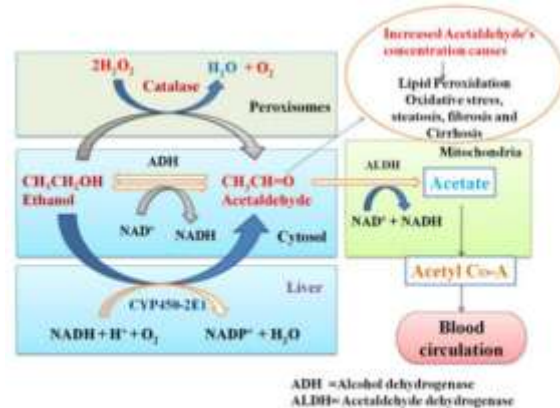 Increased Acetaldehyde's
concentration causes
Lipid Peroxidation
Oxidative stress,
steatosis, fibrosis and
Cirrhosis
2H₂O₂
H₂O + O₂
Catalase
Peroxisomes
ADH
CH₃CH₂OH
Ethanol
CH₃CH=O
Acetaldehyde
NAD⁺
NADH
Cytosol
Mitochondria
ALDH
Acetate
NAD⁺ + NADH
Liver
CYP450-2E1
NADH + H⁺ + O₂
NADP⁺ + H₂O
Acetyl Co-A
Blood
circulation
ADH =Alcohol dehydrogenase
ALDH= Acetaldehyde dehydrogenase